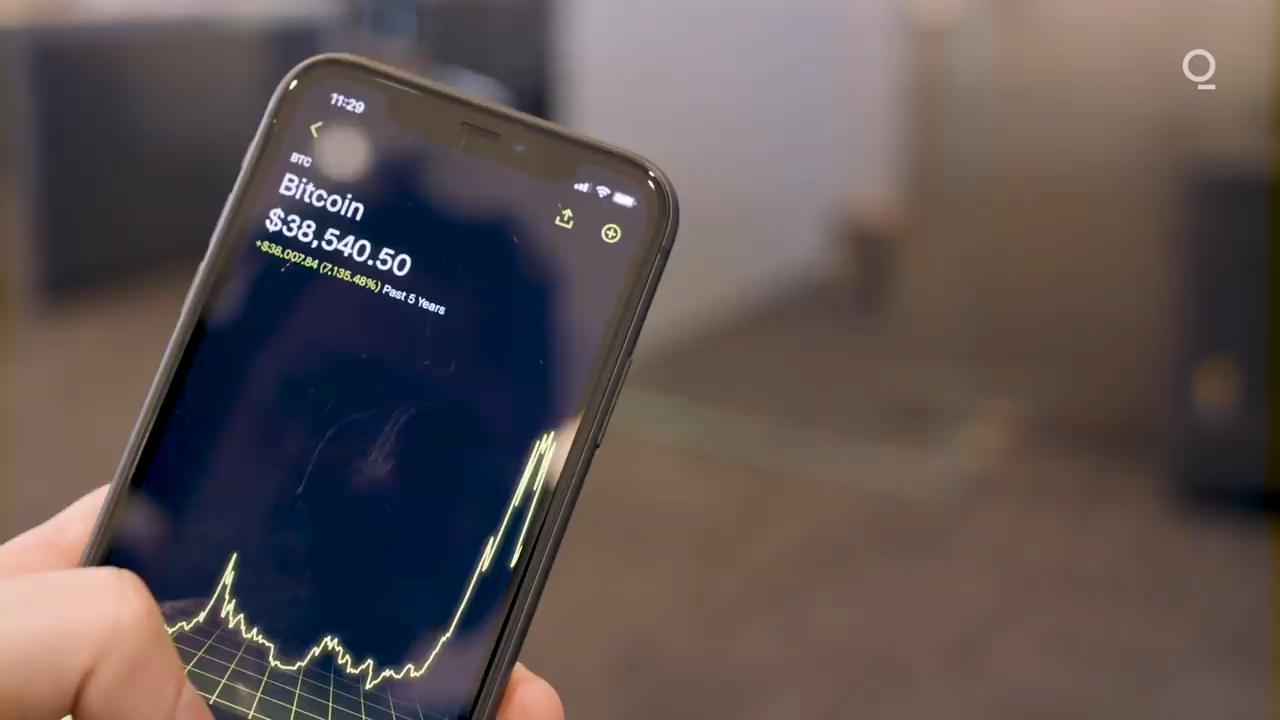 11:29
BTC
Bitcoin
$38,540.50
+$38,007.84 (7,135.48%) Past 5 Years